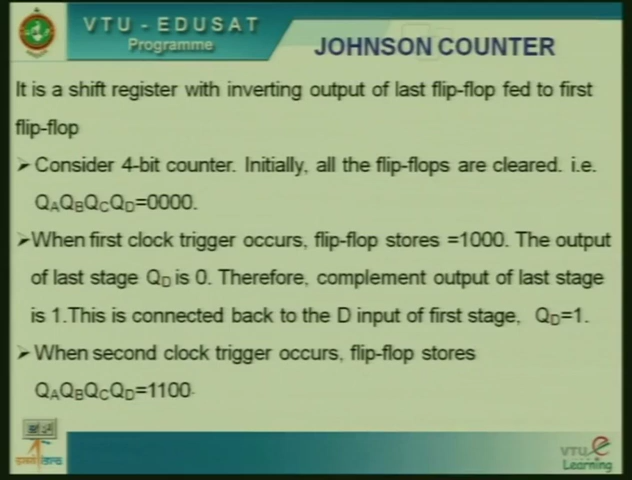 VTU - EDUSAT
Programme
JOHNSON COUNTER
It is a shift register with inverting output of last flip-flop fed to first
flip-flop
➤ Consider 4-bit counter. Initially, all the flip-flops are cleared. i.e.
QAQBQCQD=0000.
➤When first clock trigger occurs, flip-flop stores =1000. The output
of last stage QD is 0. Therefore, complement output of last stage
is 1.This is connected back to the D input of first stage, QD=1.
➤ When second clock trigger occurs, flip-flop stores
QAQBQCQD=1100
VTU e
Learning